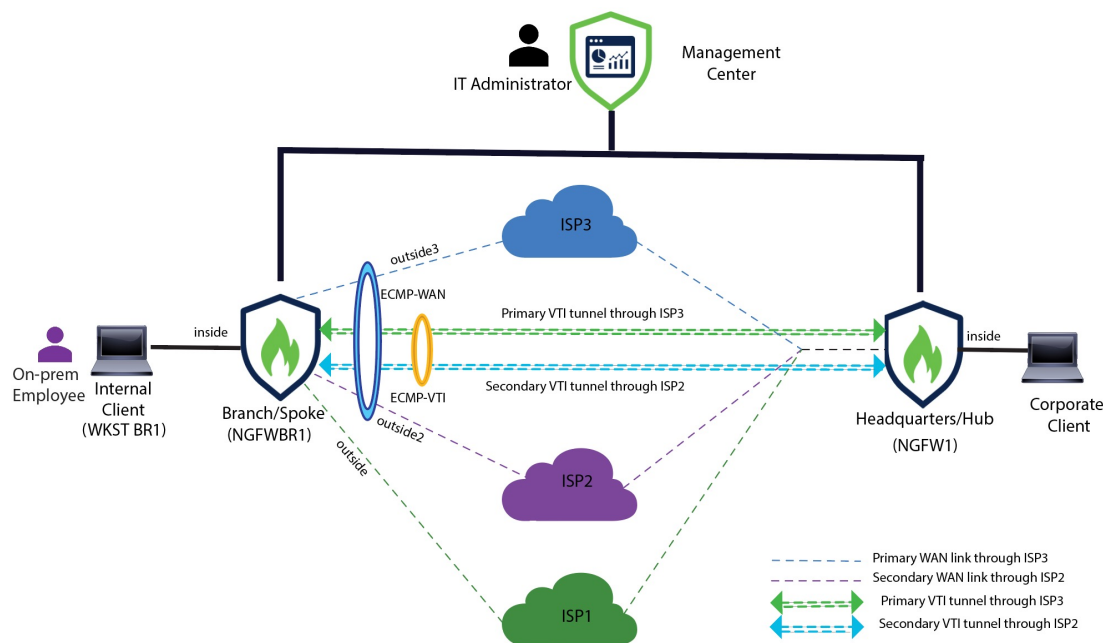 Management
Center
IT Administrator
ISP3
outside3
ECMP-WAN
Primary VTI tunnel through ISP3
inside
inside
On-prem
Employee
Internal
Client
(WKST BR1)
Secondary VTI tunnel through ISP2
ECMP-VTI
Branch/Spoke
(NGFWBR1)
outside2
outside
Headquarters/Hub
(NGFW1)
Corporate
Client
ISP2
ISP1
Primary WAN link through ISP3
Secondary WAN link through ISP2
Primary VTI tunnel through ISP3
Secondary VTI tunnel through ISP2